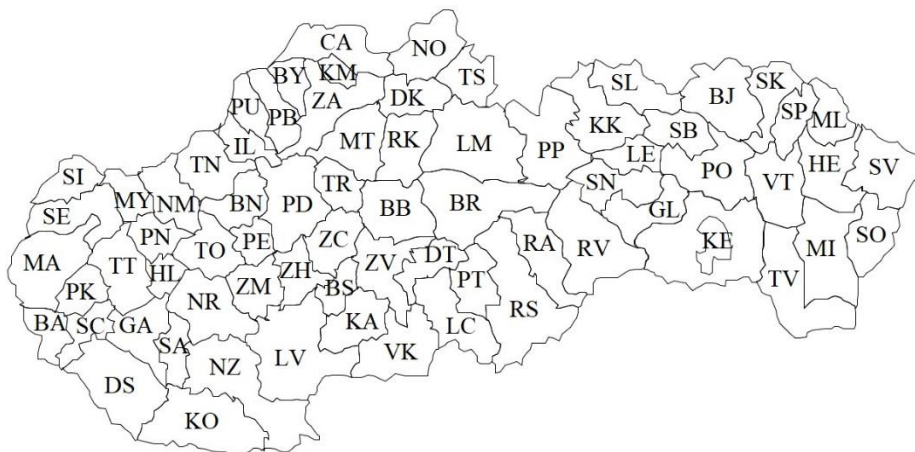 CA
NO
BY
KM
TS
SL
SK
PU
ZA
DK
BJ
PB
SP
ML
IL
MT
RK
LM
KK
SB
PP
LE
HE
TN
PO
SV
SI
TR
SN
VT
MY
NM
BN
PD
BB
BR
GL
SE
PN
TO
PE
ZC
RA
RV
KE
SO
MA
TT
HL
ZH
ZV
DT
MI
PK
NR
ZM
BS
PT
TV
BA
SC
GA
KA
LC
RS
SA
NZ
LV
VK
DS
KO